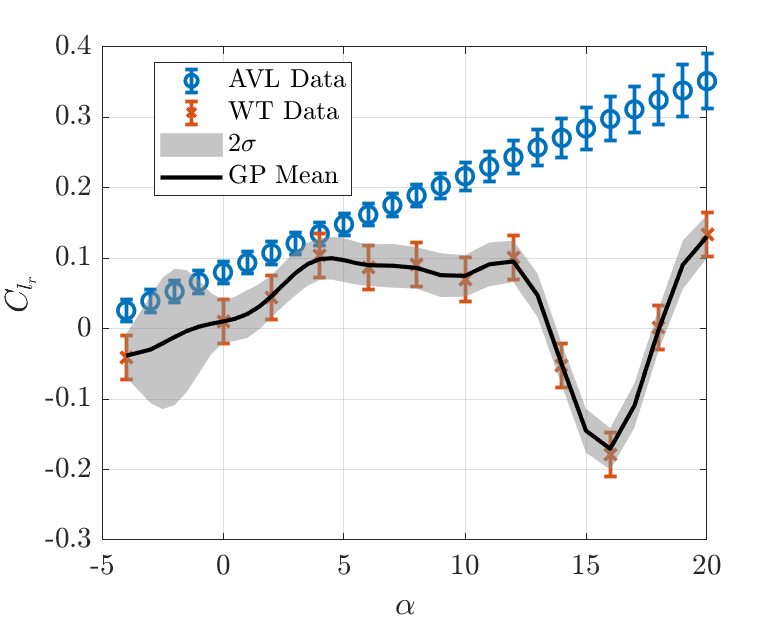 0.4
0.3
0.2
0.1
0
-0.1
-0.2
-0.3
C_{l_r}
AVL Data
WT Data
2σ
GP Mean
-5 0 5 10 15 20
α